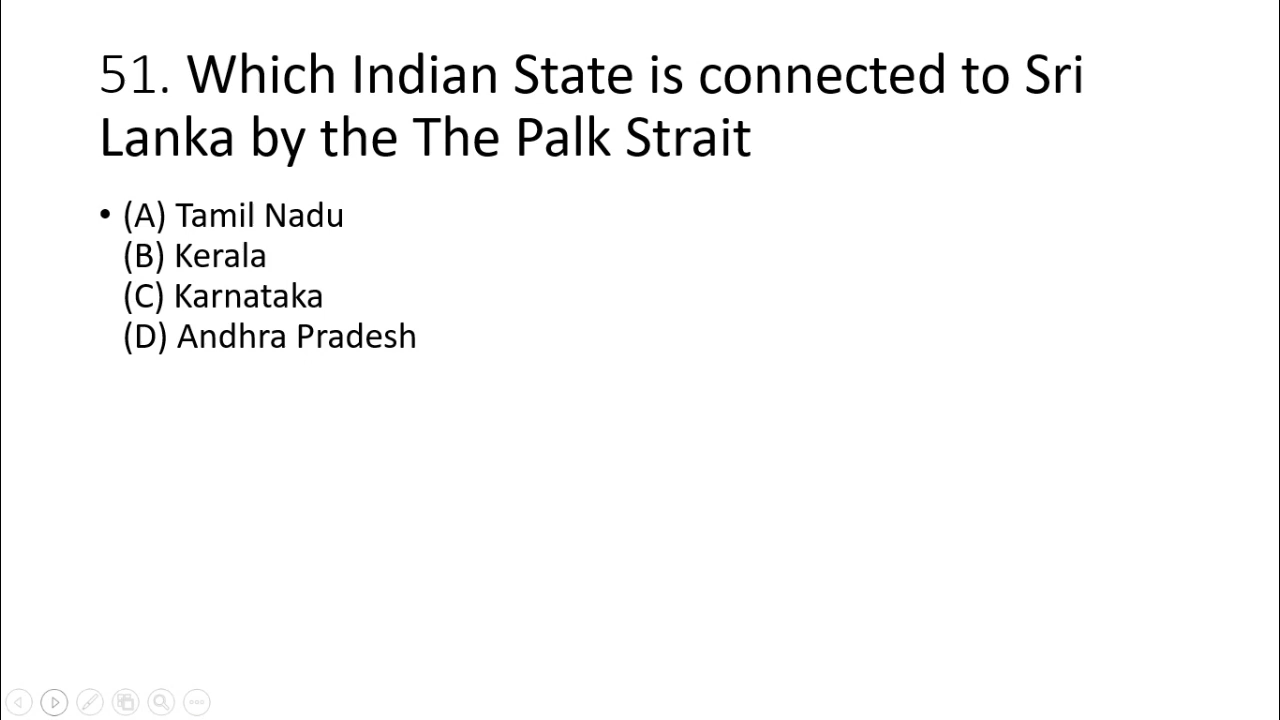 51. Which Indian State is connected to Sri
Lanka by the The Palk Strait
• (A) Tamil Nadu
(B) Kerala
(C) Karnataka
(D) Andhra Pradesh